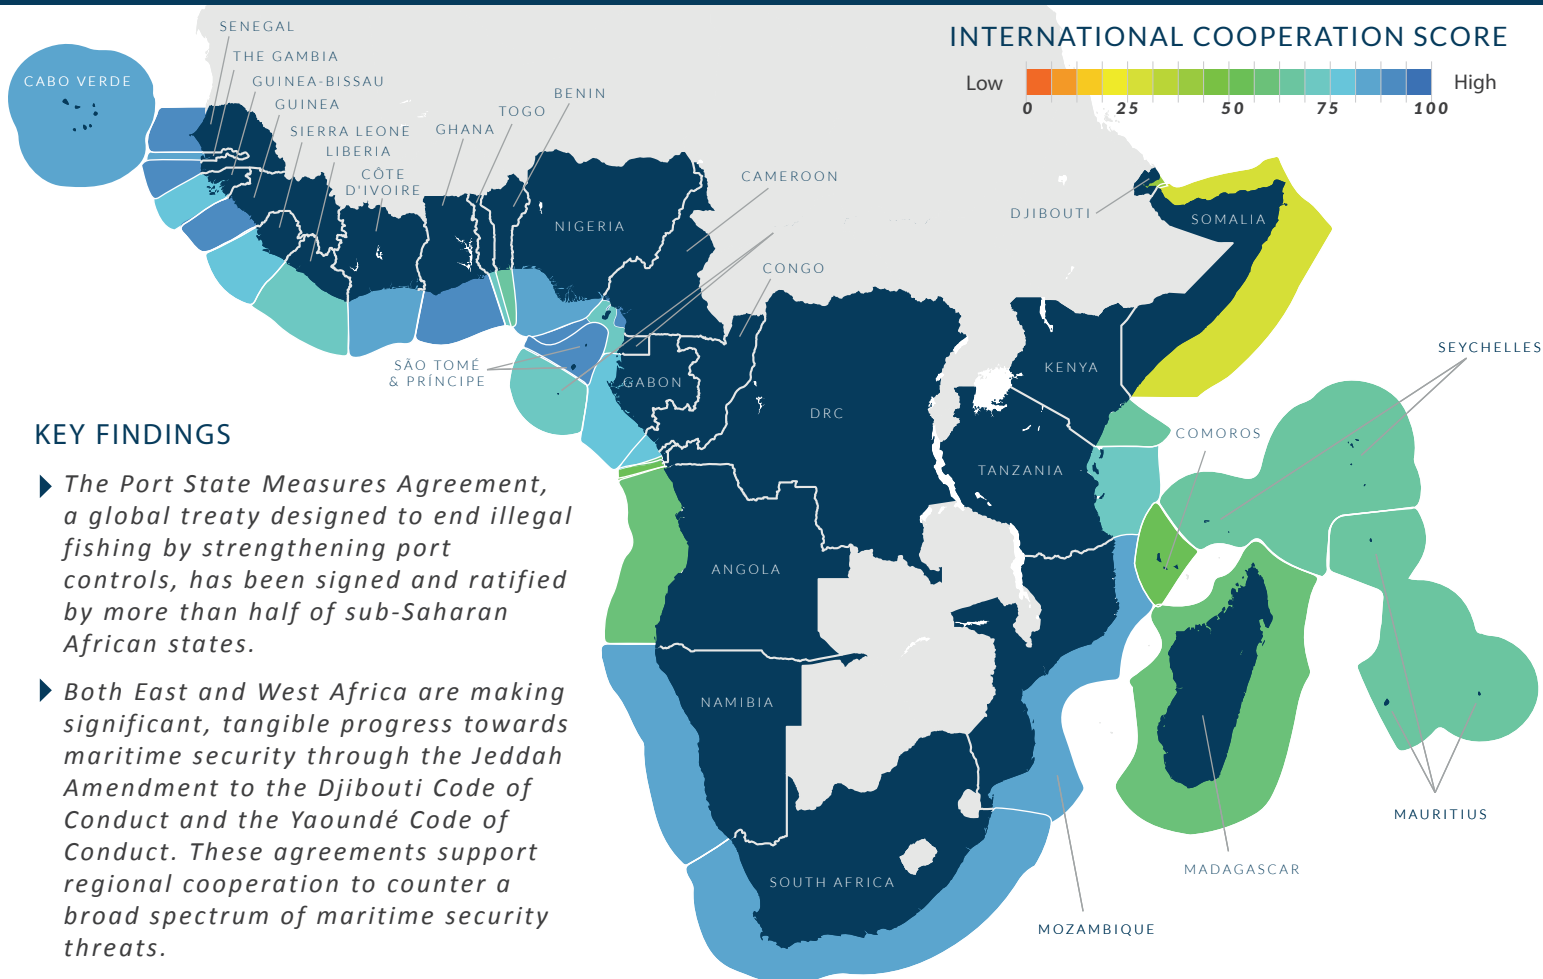 INTERNATIONAL COOPERATION SCORE
Low
High
0
25
50
75
100
SENEGAL
THE GAMBIA
CABO VERDE
GUINEA-BISSAU
GUINEA
SIERRA LEONE
LIBERIA
CÔTE
D'IVOIRE
GHANA
TOGO
BENIN
NIGERIA
CAMEROON
CONGO
DJIBOUTI
SOMALIA
SÃO TOMÉ
& PRÍNCIPE
GABON
DRC
KENYA
SEYCHELLES
COMOROS
TANZANIA
ANGOLA
NAMIBIA
SOUTH AFRICA
MOZAMBIQUE
MADAGASCAR
MAURITIUS
KEY FINDINGS
The Port State Measures Agreement,
a global treaty designed to end illegal
fishing by strengthening port
controls, has been signed and ratified
by more than half of sub-Saharan
African states.
Both East and West Africa are making
significant, tangible progress towards
maritime security through the Jeddah
Amendment to the Djibouti Code of
Conduct and the Yaoundé Code of
Conduct. These agreements support
regional cooperation to counter a
broad spectrum of maritime security
threats.